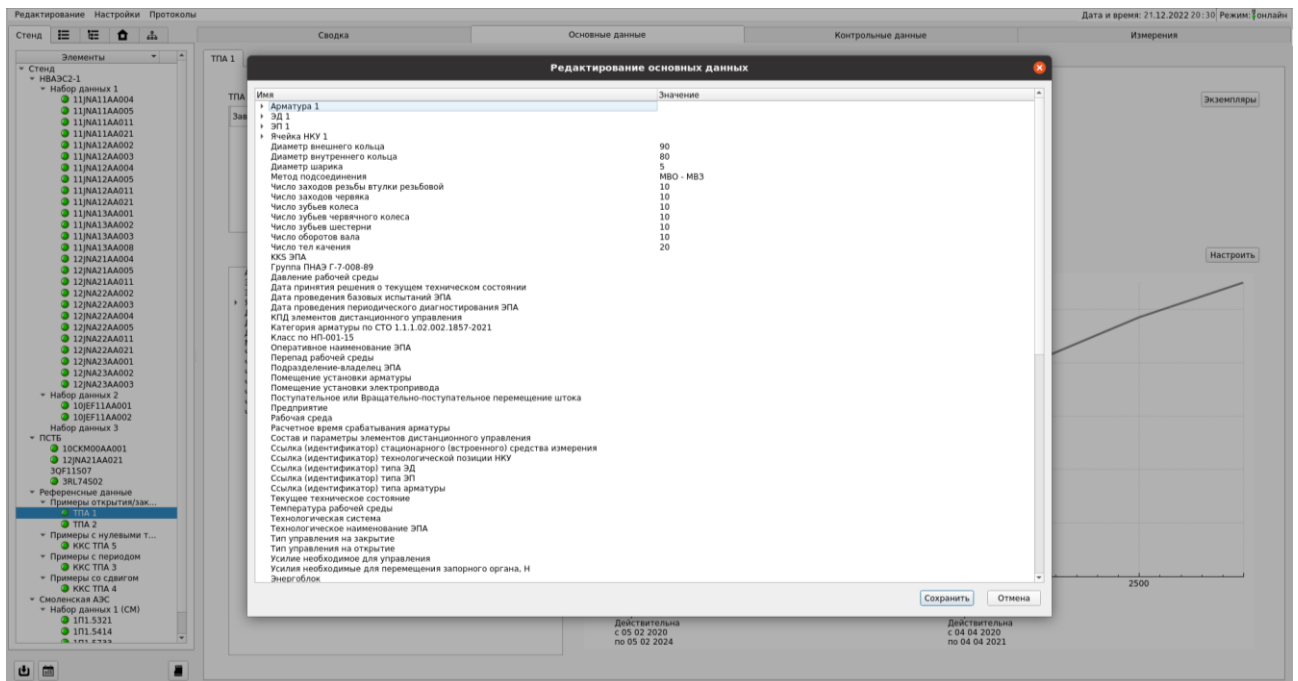 Редактирование Настройки Протоколы
Дата и время: 21.12.2022 20:30 Режим: онлайн
Стенд
Сводка
Основные данные
Контрольные данные
Измерения
Элементы
Стенд
НВАЭС2-1
Набор данных 1
11JNA11AA004
11JNA11AA005
11JNA11AA011
11JNA11AA021
11JNA12AA002
11JNA12AA003
11JNA12AA004
11JNA12AA005
11JNA12AA011
11JNA12AA021
11JNA13AA001
11JNA13AA002
11JNA13AA003
11JNA13AA008
12JNA21AA004
12JNA21AA005
12JNA21AA011
12JNA22AA002
12JNA22AA003
12JNA22AA004
12JNA22AA005
12JNA22AA011
12JNA22AA021
12JNA23AA001
12JNA23AA002
12JNA23AA003
Набор данных 2
10JEF11AA001
10JEF11AA002
Набор данных 3
ПСТБ
10CKM00AA001
12JNA21AA021
3QF11S07
3RL74S02
Референсные данные
Примеры открытия/зак...
ТПА 1
ТПА 2
Примеры с нулевыми т...
ККС ТПА 5
Примеры с периодом
ККС ТПА 3
Примеры со сдвигом
ККС ТПА 4
Смоленская АЭС
Набор данных 1 (СМ)
1П1.5321
1П1.5414
ТПА 1
ТПА
Зав
Экземпляры
Настроить
Редактирование основных данных
Имя Значение
Арматура 1
ЭД 1
ЭП 1
Ячейка НКУ 1
Диаметр внешнего кольца 90
Диаметр внутреннего кольца 80
Диаметр шарика 5
Метод подсоединения МВО - МВЗ
Число заходов резьбы втулки резьбовой 10
Число заходов червяка 10
Число зубьев колеса 10
Число зубьев червячного колеса 10
Число зубьев шестерни 10
Число оборотов вала 10
Число тел качения 20
KKS ЭПА
Группа ПНАЭ Г-7-008-89
Давление рабочей среды
Дата принятия решения о текущем техническом состоянии
Дата проведения базовых испытаний ЭПА
Дата проведения периодического диагностирования ЭПА
КПД элементов дистанционного управления
Категория арматуры по СТО 1.1.1.02.002.1857-2021
Класс по НП-001-15
Оперативное наименование ЭПА
Перепад рабочей среды
Подразделение-владелец ЭПА
Помещение установки арматуры
Помещение установки электропривода
Поступательное или Вращательно-поступательное перемещение штока
Предприятие
Рабочая среда
Расчетное время срабатывания арматуры
Состав и параметры элементов дистанционного управления
Ссылка (идентификатор) стационарного (встроенного) средства измерения
Ссылка (идентификатор) технологической позиции НКУ
Ссылка (идентификатор) типа ЭД
Ссылка (идентификатор) типа ЭП
Ссылка (идентификатор) типа арматуры
Текущее техническое состояние
Температура рабочей среды
Технологическая система
Технологическое наименование ЭПА
Тип управления на закрытие
Тип управления на открытие
Усилие необходимое для управления
Усилия необходимые для перемещения запорного органа, Н
Энергоблок
Сохранить Отмена
2500
Действительна
с 05 02 2020
по 05 02 2024
Действительна
с 04 04 2020
по 04 04 2021